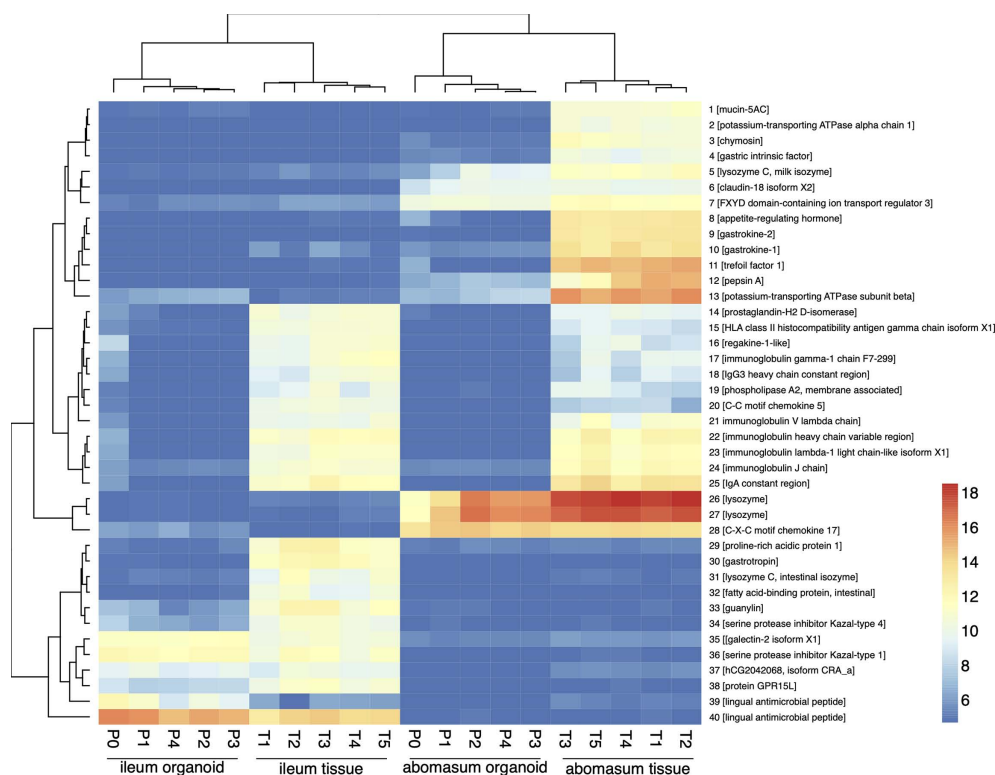 1 [mucin-5AC]
2 [potassium-transporting ATPase alpha chain 1]
3 [chymosin]
4 [gastric intrinsic factor]
5 [lysozyme C, milk isozyme]
6 [claudin-18 isoform X2]
7 [FXYD domain-containing ion transport regulator 3]
8 [appetite-regulating hormone]
9 [gastrokine-2]
10 [gastrokine-1]
11 [trefoil factor 1]
12 [pepsin A]
13 [potassium-transporting ATPase subunit beta]
14 [prostaglandin-H2 D-isomerase]
15 [HLA class II histocompatibility antigen gamma chain isoform X1]
16 [regakine-1-like]
17 [immunoglobulin gamma-1 chain F7-299]
18 [IgG3 heavy chain constant region]
19 [phospholipase A2, membrane associated]
20 [C-C motif chemokine 5]
21 immunoglobulin V lambda chain]
22 [immunoglobulin heavy chain variable region]
23 [immunoglobulin lambda-1 light chain-like isoform X1]
24 [immunoglobulin J chain]
25 [IgA constant region]
26 [lysozyme]
27 [lysozyme]
28 [C-X-C motif chemokine 17]
29 [proline-rich acidic protein 1]
30 [gastrotropin]
31 [lysozyme C, intestinal isozyme]
32 [fatty acid-binding protein, intestinal]
33 [guanylin]
34 [serine protease inhibitor Kazal-type 4]
35 [[galectin-2 isoform X1]
36 [serine protease inhibitor Kazal-type 1]
37 [hCG2042068, isoform CRA_a]
38 [protein GPR15L]
39 [lingual antimicrobial peptide]
40 [lingual antimicrobial peptide]
18
16
14
12
10
8
6
P0 P1 P4 P2 P3 T1 T2 T3 T4 T5 P0 P1 P2 P4 P3 T3 T5 T4 T1 T2
ileum organoid ileum tissue abomasum organoid abomasum tissue